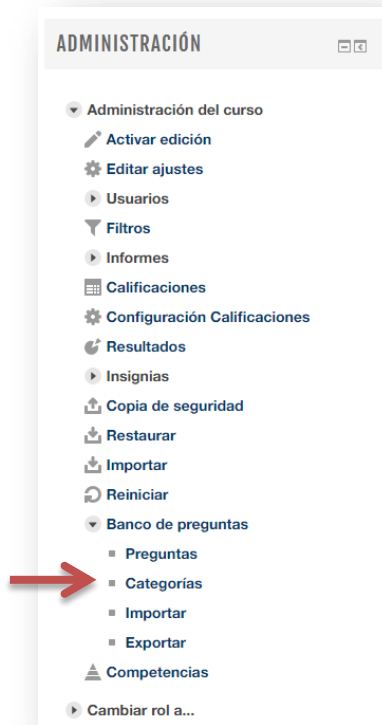 ADMINISTRACIÓN
Administración del curso
Activar edición
Editar ajustes
Usuarios
Filtros
Informes
Calificaciones
Configuración Calificaciones
Resultados
Insignias
Copia de seguridad
Restaurar
Importar
Reiniciar
Banco de preguntas
Preguntas
Categorías
Importar
Exportar
Competencias
Cambiar rol a...